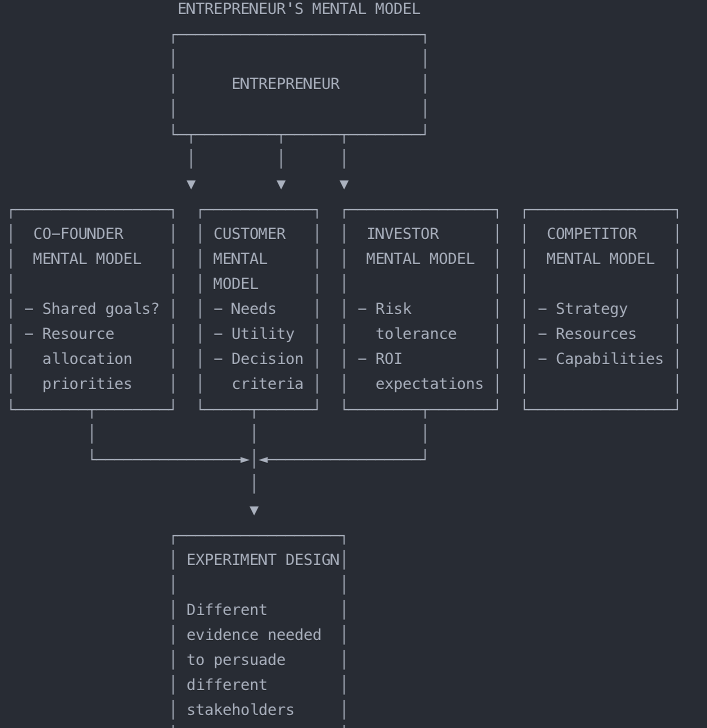 ENTREPRENEUR'S MENTAL MODEL
ENTREPRENEUR
CO-FOUNDER
MENTAL MODEL
- Shared goals?
- Resource
allocation
priorities
CUSTOMER
MENTAL
MODEL
- Needs
- Utility
- Decision
criteria
INVESTOR
MENTAL MODEL
- Risk
tolerance
- ROI
expectations
COMPETITOR
MENTAL MODEL
- Strategy
- Resources
- Capabilities
EXPERIMENT DESIGN
Different
evidence needed
to persuade
different
stakeholders